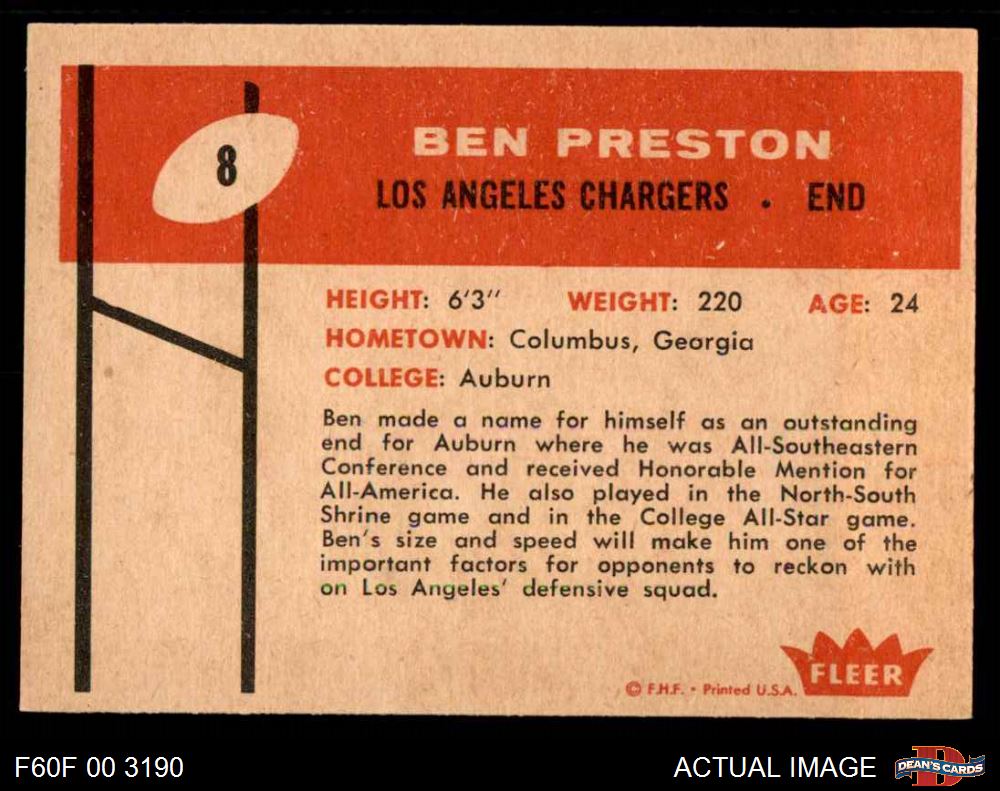 8
BEN PRESTON
LOS ANGELES CHARGERS . END
HEIGHT: 6'3'' WEIGHT: 220 AGE: 24
HOMETOWN: Columbus, Georgia
COLLEGE: Auburn
Ben made a name for himself as an outstanding
end for Auburn where he was All-Southeastern
Conference and received Honorable Mention for
All-America. He also played in the North-South
Shrine game and in the College All-Star game.
Ben's size and speed will make him one of the
important factors for opponents to reckon with
on Los Angeles' defensive squad.
FLEER
© F.H.F. • Printed U.S.A.
F60F 00 3190
ACTUAL IMAGE
D
DEAN'S CARDS